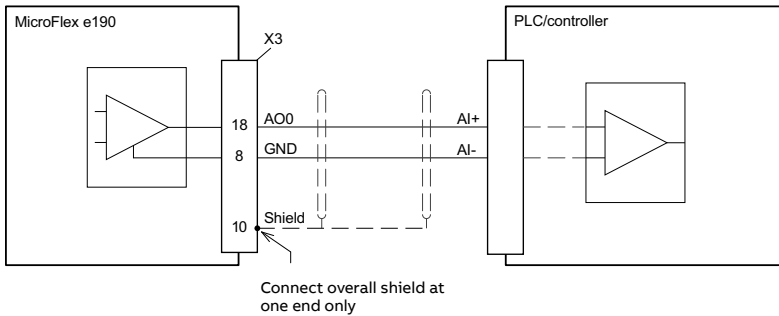 MicroFlex e190
PLC/controller
X3
18
AO0
AI+
8
GND
AI-
10
Shield
Connect overall shield at
one end only